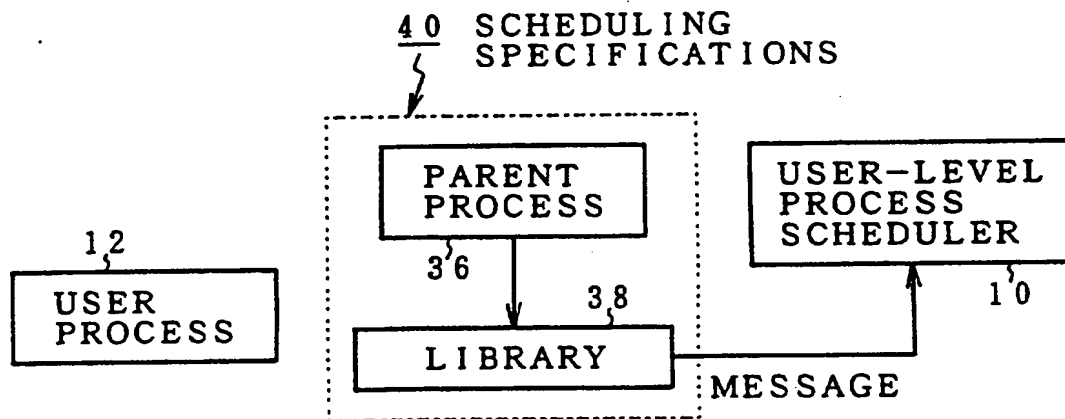 40 SCHEDULING
SPECIFICATIONS
PARENT
PROCESS
36
USER-LEVEL
PROCESS
SCHEDULER
10
12
USER
PROCESS
38
LIBRARY
MESSAGE